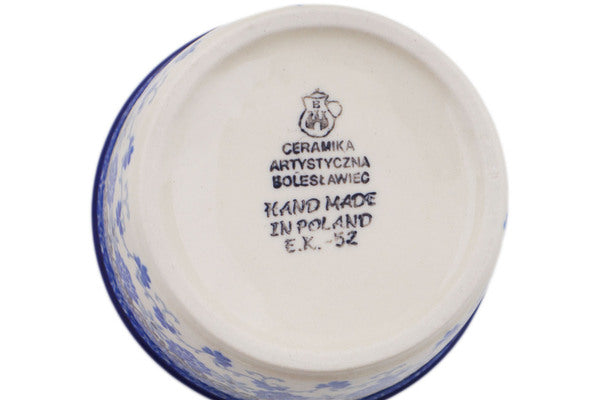 B
CERAMIKA
ARTYSTYCZNA
BOLESŁAWIEC
HAND MADE
IN POLAND
E.K. -52